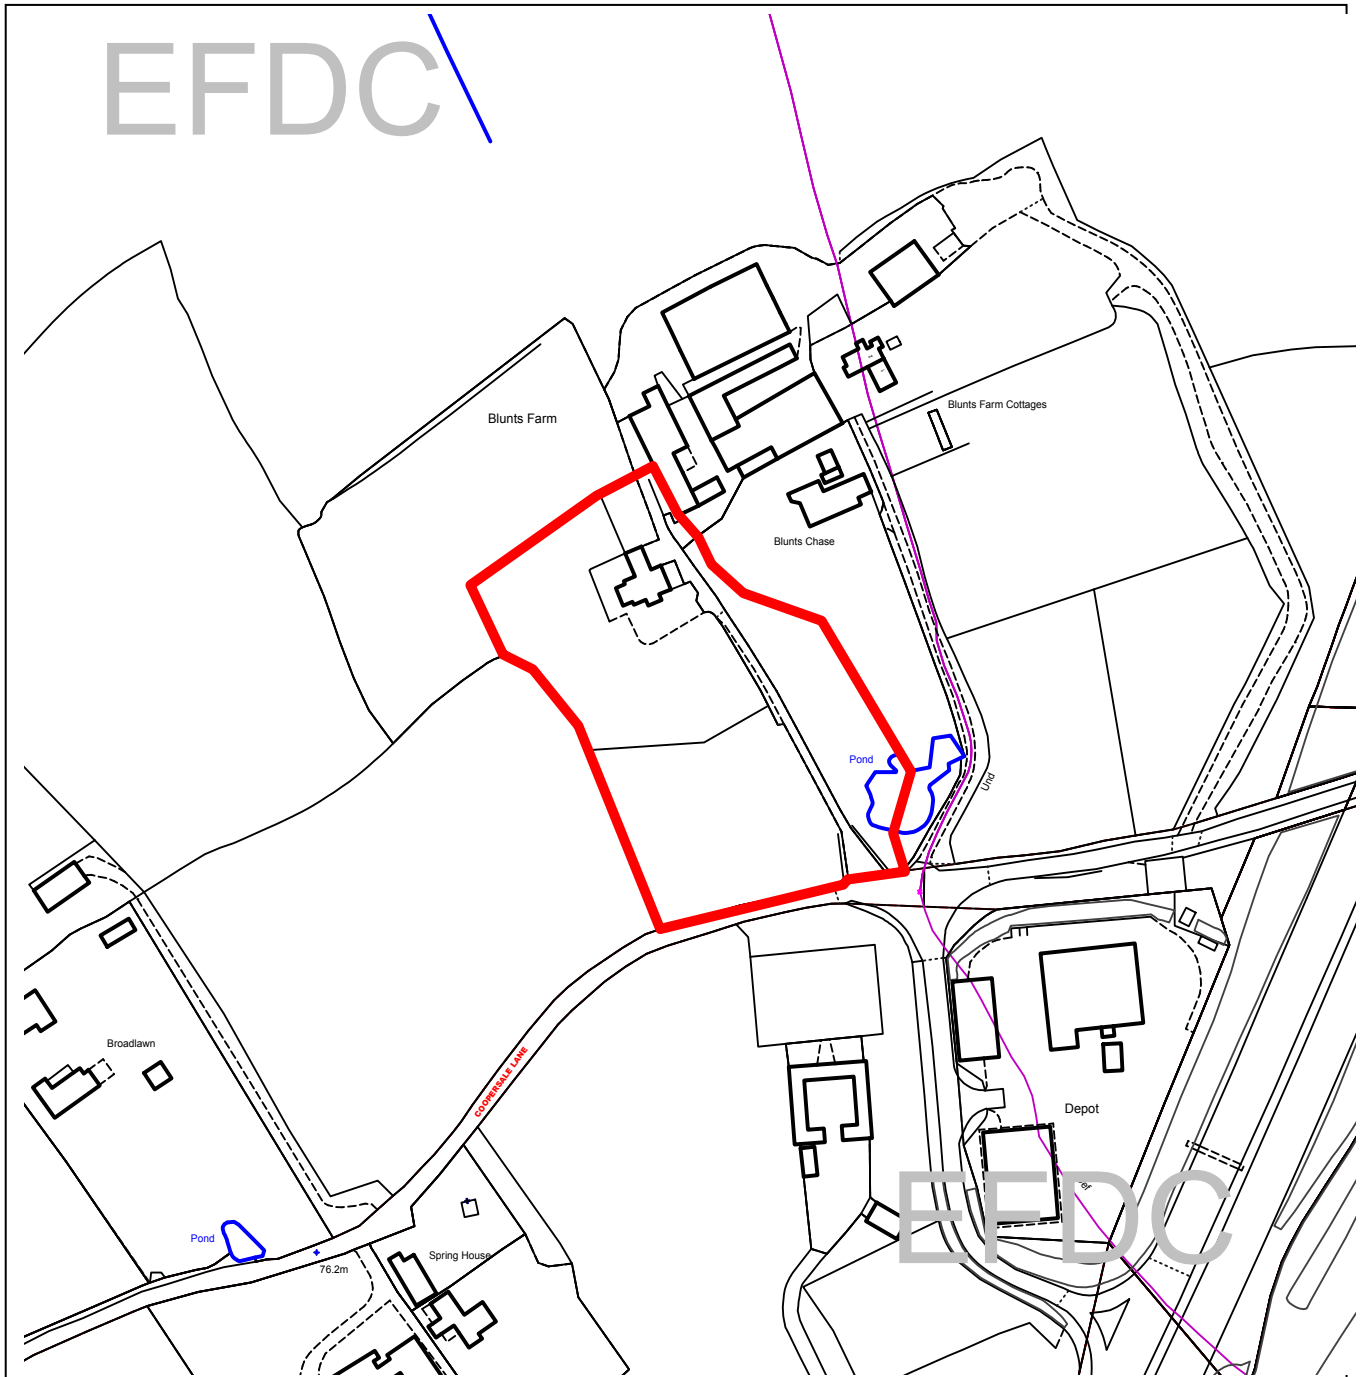 EFDC
Blunts Farm
Blunts Farm Cottages
Blunts Chase
Pond
Und
COOPERSALE LANE
Broadlawn
Depot
EFDC
Pond
Spring House
76.2m